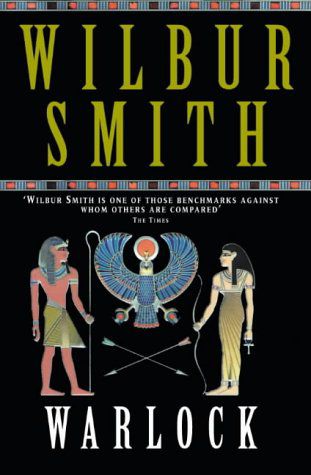 WILBUR
SMITH
'WILBUR SMITH IS ONE OF THOSE BENCHMARKS AGAINST
WHOM OTHERS ARE COMPARED'
THE TIMES
WARLOCK